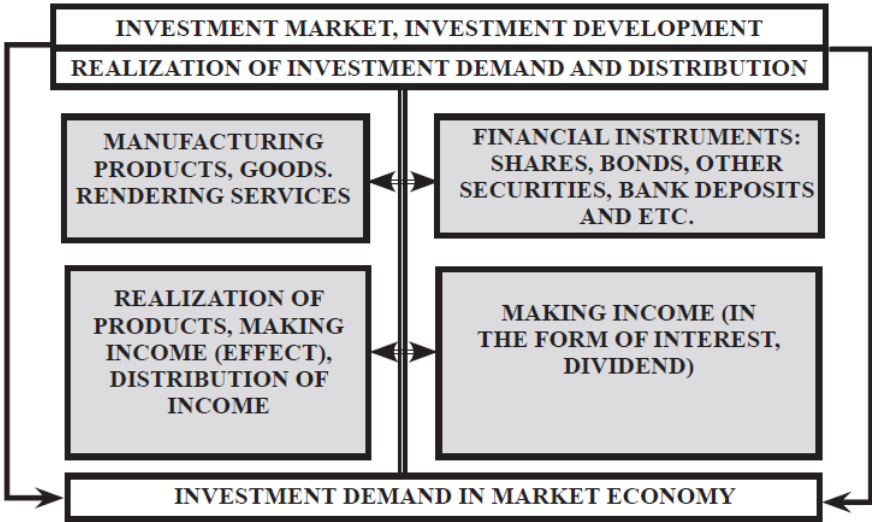 INVESTMENT MARKET, INVESTMENT DEVELOPMENT
REALIZATION OF INVESTMENT DEMAND AND DISTRIBUTION
MANUFACTURING
PRODUCTS, GOODS.
RENDERING SERVICES
FINANCIAL INSTRUMENTS:
SHARES, BONDS, OTHER
SECURITIES, BANK DEPOSITS
AND ETC.
REALIZATION OF
PRODUCTS, MAKING
INCOME (EFFECT),
DISTRIBUTION OF
INCOME
MAKING INCOME (IN
THE FORM OF INTEREST,
DIVIDEND)
INVESTMENT DEMAND IN MARKET ECONOMY